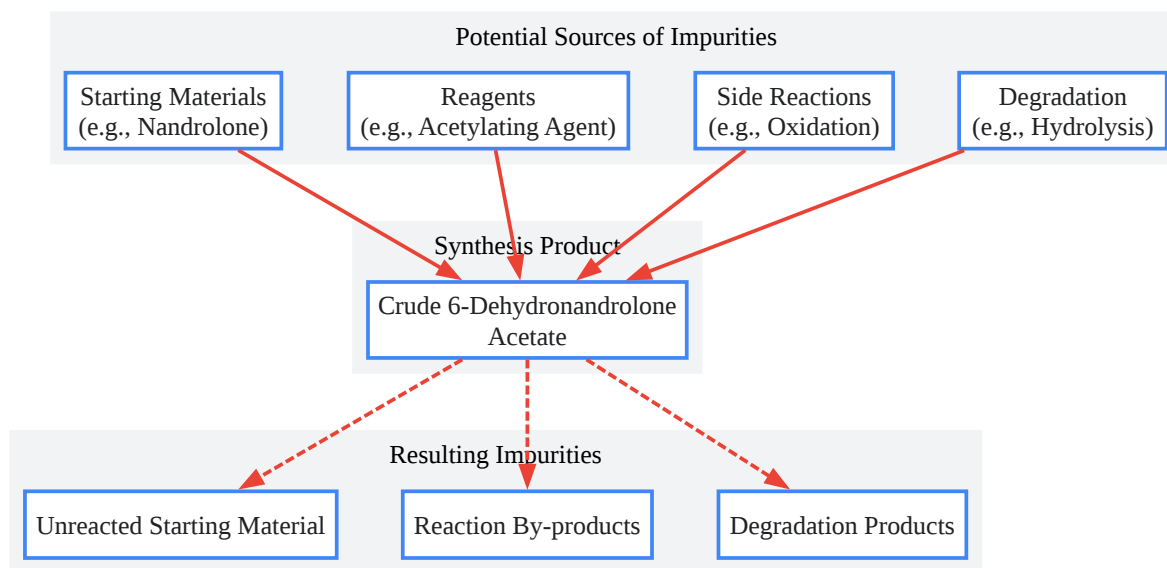 Potential Sources of Impurities
Starting Materials
(e.g., Nandrolone)
Reagents
(e.g., Acetylating Agent)
Side Reactions
(e.g., Oxidation)
Degradation
(e.g., Hydrolysis)
Synthesis Product
Crude 6-Dehydronandrolone
Acetate
Resulting Impurities
Unreacted Starting Material
Reaction By-products
Degradation Products